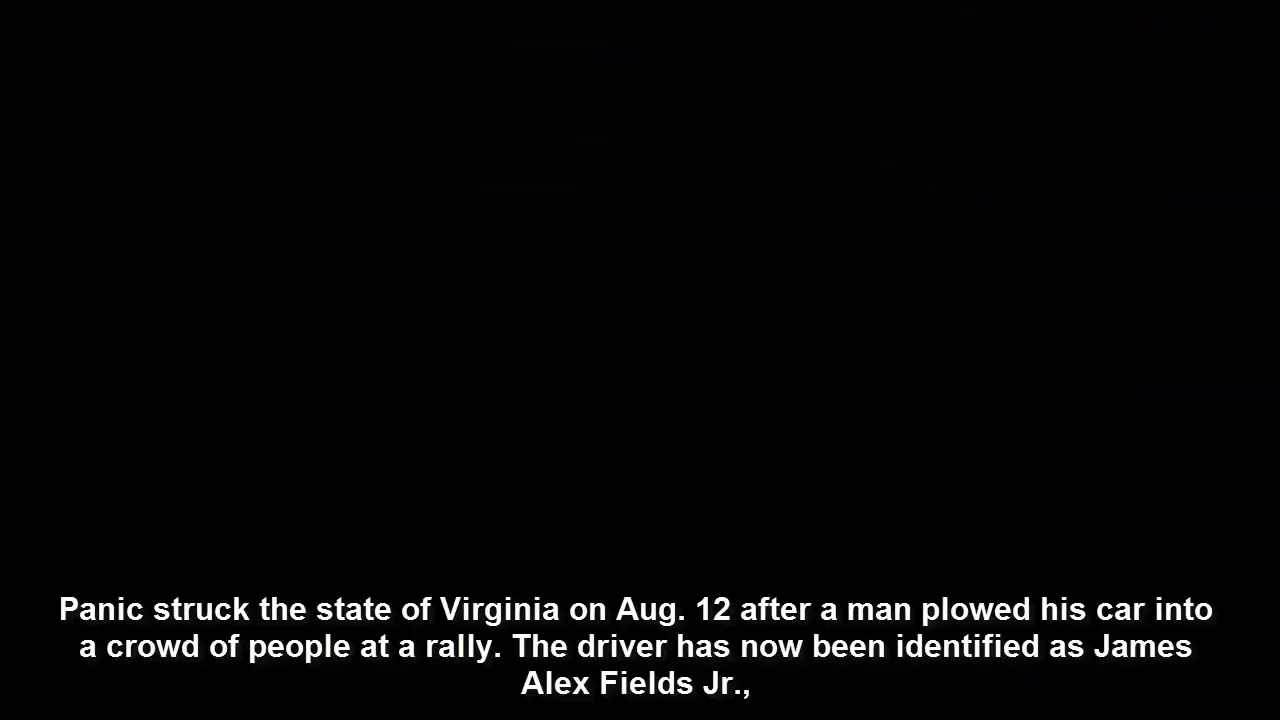 Panic struck the state of Virginia on Aug. 12 after a man plowed his car into
a crowd of people at a rally. The driver has now been identified as James
Alex Fields Jr.,